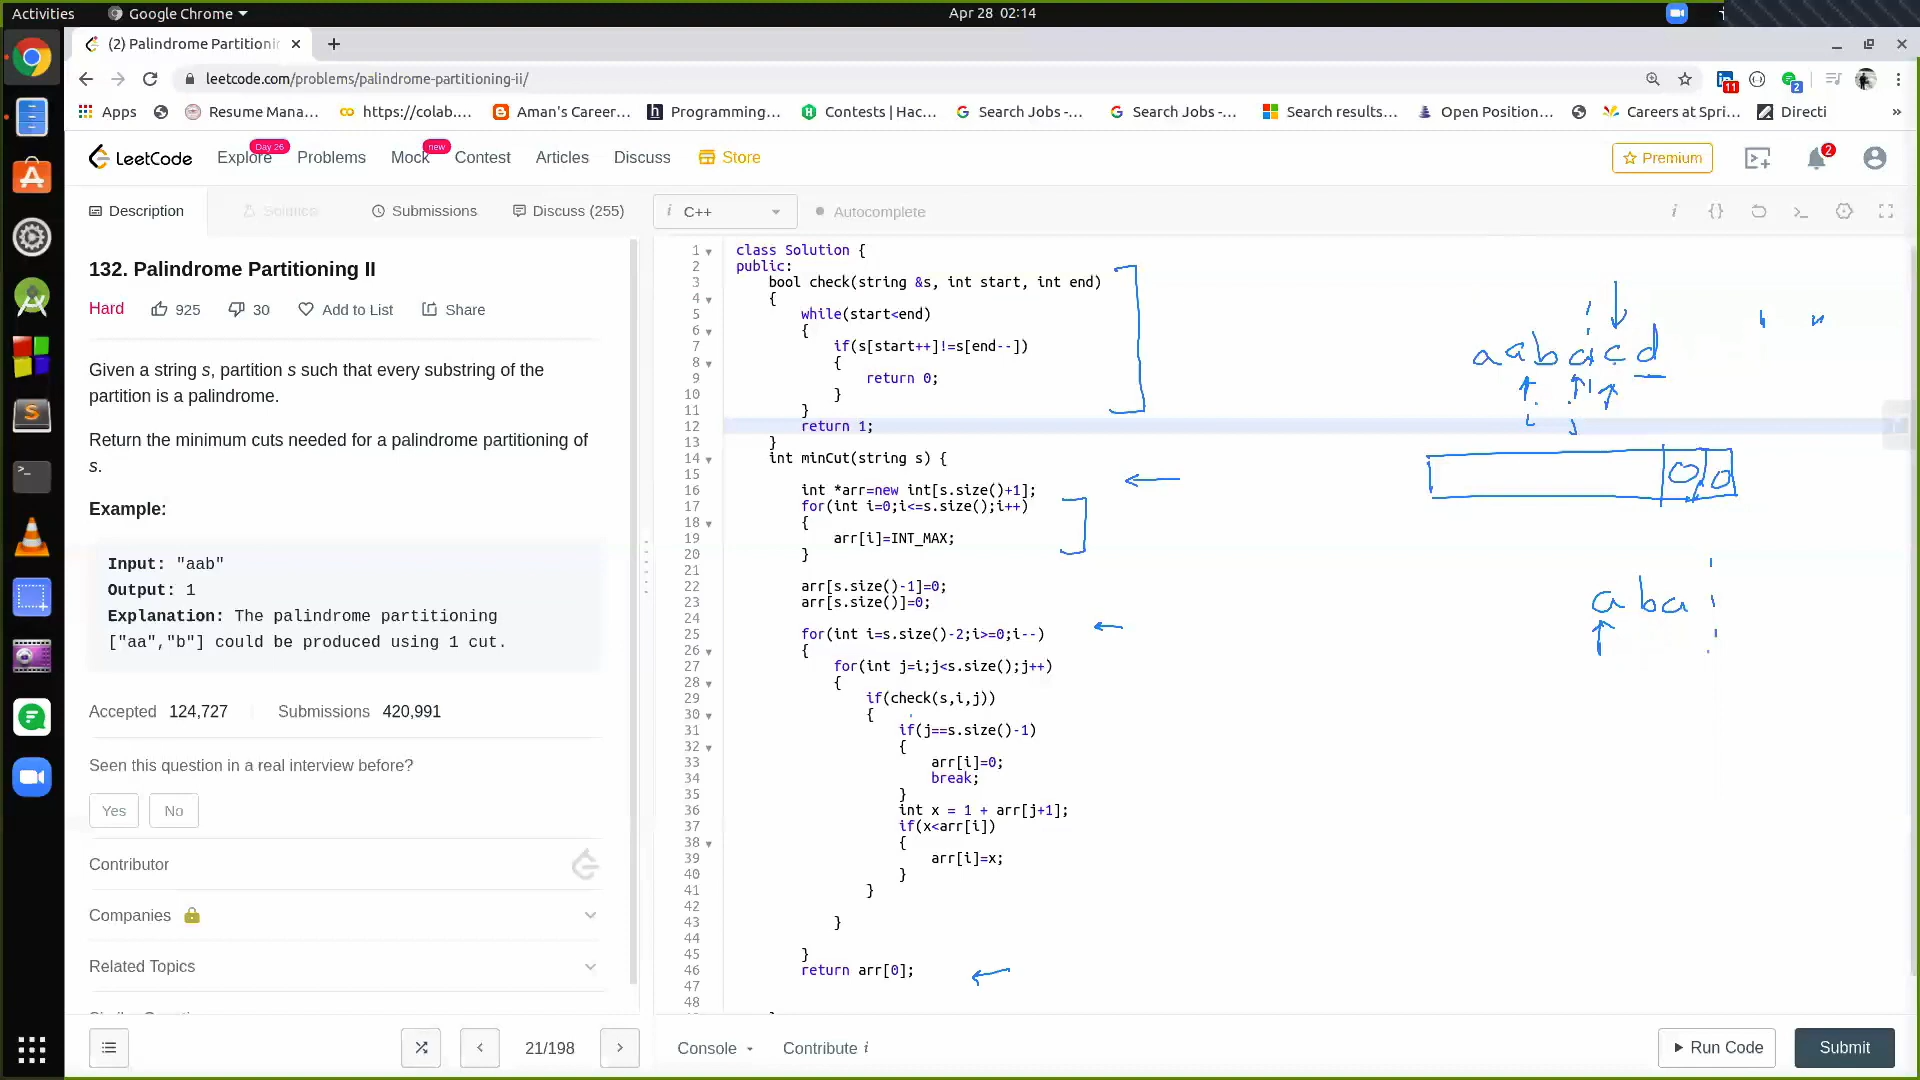 Activities
Google Chrome
Apr 28 02:14
(2) Palindrome Partitioni
leetcode.com/problems/palindrome-partitioning-ii/
11
2
Apps
Resume Mana...
https://colab....
Aman's Career...
Programming...
Contests | Hac...
Search Jobs -...
Search Jobs -...
Search results...
Open Position...
Careers at Spri...
Directi
»
LeetCode
Explore
Day 26
Problems
Mock
new
Contest
Articles
Discuss
Store
Premium
2
Description
Solution
Submissions
Discuss (255)
i C++
Autocomplete
132. Palindrome Partitioning II
Hard
925
30
Add to List
Share
Given a string s, partition s such that every substring of the
partition is a palindrome.
Return the minimum cuts needed for a palindrome partitioning of
s.
Example:
Input: "aab"
Output: 1
Explanation: The palindrome partitioning
["aa","b"] could be produced using 1 cut.
Accepted 124,727
Submissions 420,991
Seen this question in a real interview before?
Yes
No
Contributor
Companies
Related Topics
21/198
1 class Solution {
2 public:
3 bool check(string &s, int start, int end)
4 {
5 while(start<end)
6 {
7 if(s[start++]!=s[end--])
8 {
9 return 0;
10 }
11 }
12 return 1;
13 }
14 int minCut(string s) {
15
16 int *arr=new int[s.size()+1];
17 for(int i=0;i<=s.size();i++)
18 {
19 arr[i]=INT_MAX;
20 }
21
22 arr[s.size()-1]=0;
23 arr[s.size()]=0;
24
25 for(int i=s.size()-2;i>=0;i--)
26 {
27 for(int j=i;j<s.size();j++)
28 {
29 if(check(s,i,j))
30 {
31 if(j==s.size()-1)
32 {
33 arr[i]=0;
34 break;
35 }
36 int x = 1 + arr[j+1];
37 if(x<arr[i])
38 {
39 arr[i]=x;
40 }
41 }
42
43 }
44
45 }
46 return arr[0];
47
48
a a b a c d
i j
0 0
a b a
Console
Contribute i
Run Code
Submit